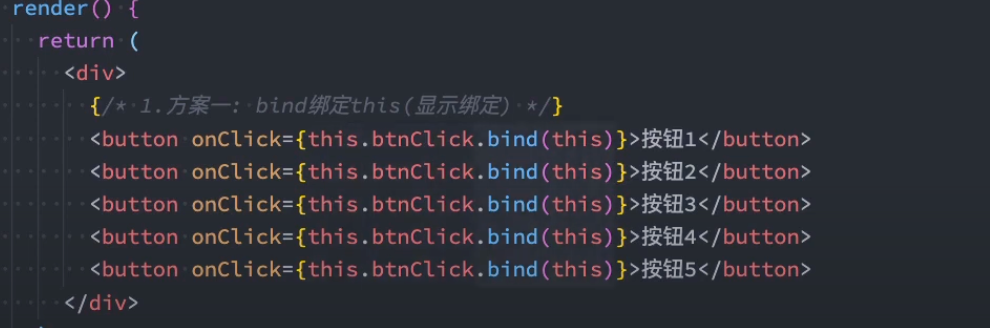 render() {
return (
<div>
{/* 1.方案一: bind绑定this(显示绑定) */}
<button onClick={this.btnClick.bind(this)}>按钮1</button>
<button onClick={this.btnClick.bind(this)}>按钮2</button>
<button onClick={this.btnClick.bind(this)}>按钮3</button>
<button onClick={this.btnClick.bind(this)}>按钮4</button>
<button onClick={this.btnClick.bind(this)}>按钮5</button>
</div>